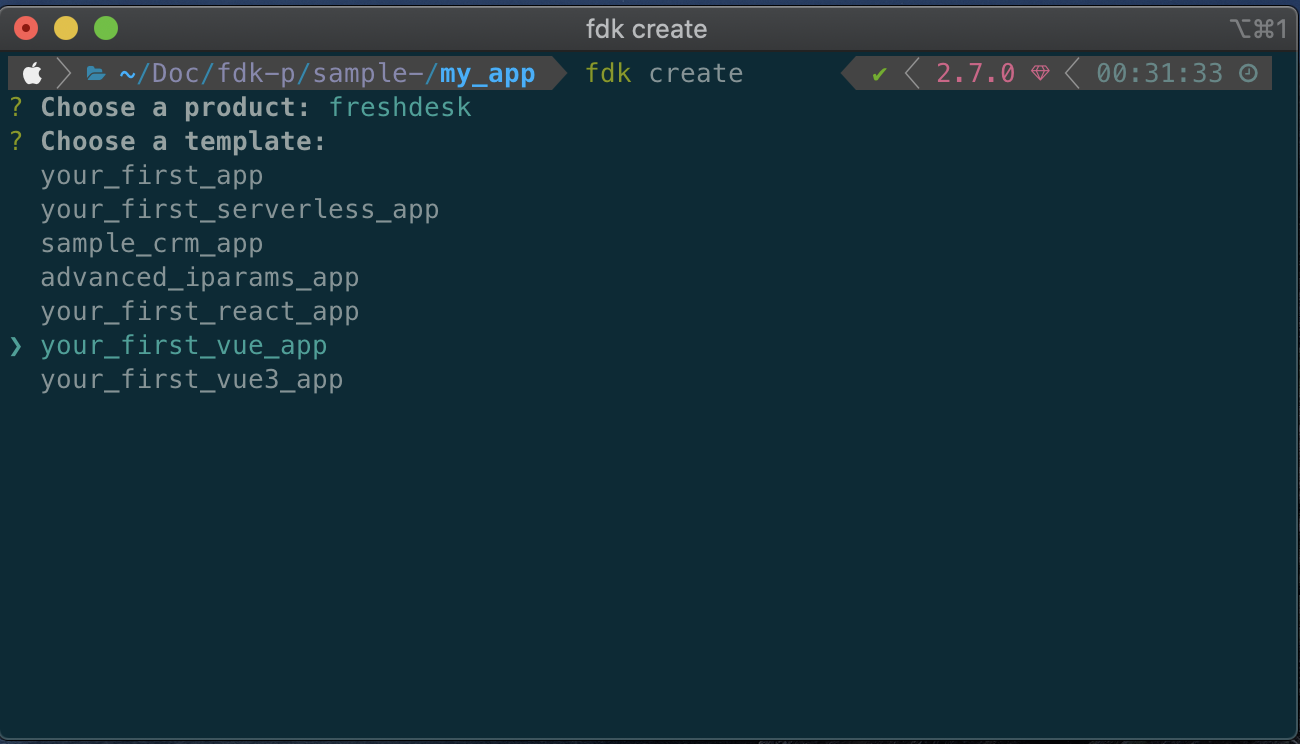 fdk create
⌥⌘1
~/Doc/fdk-p/sample-/my_app fdk create ✔ 2.7.0 00:31:33
? Choose a product: freshdesk
? Choose a template:
your_first_app
your_first_serverless_app
sample_crm_app
advanced_iparams_app
your_first_react_app
❯ your_first_vue_app
your_first_vue3_app